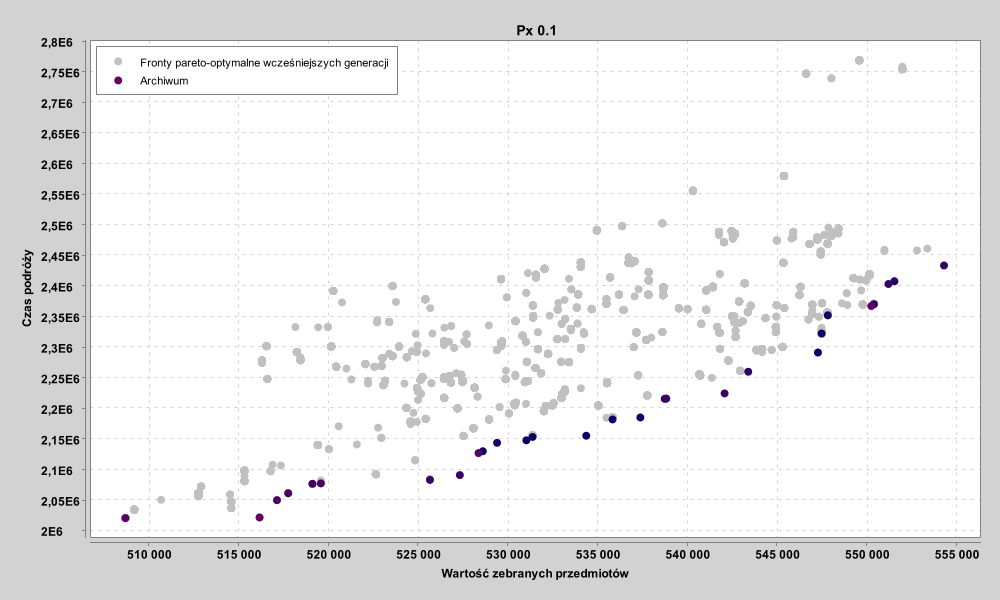 Px 0.1
Fronty pareto-optymalne wcześniejszych generacji
Archiwum
Czas podróży
2,8E6
2,75E6
2,7E6
2,65E6
2,6E6
2,55E6
2,5E6
2,45E6
2,4E6
2,35E6
2,3E6
2,25E6
2,2E6
2,15E6
2,1E6
2,05E6
2E6
510 000
515 000
520 000
525 000
530 000
535 000
540 000
545 000
550 000
555 000
Wartość zebranych przedmiotów